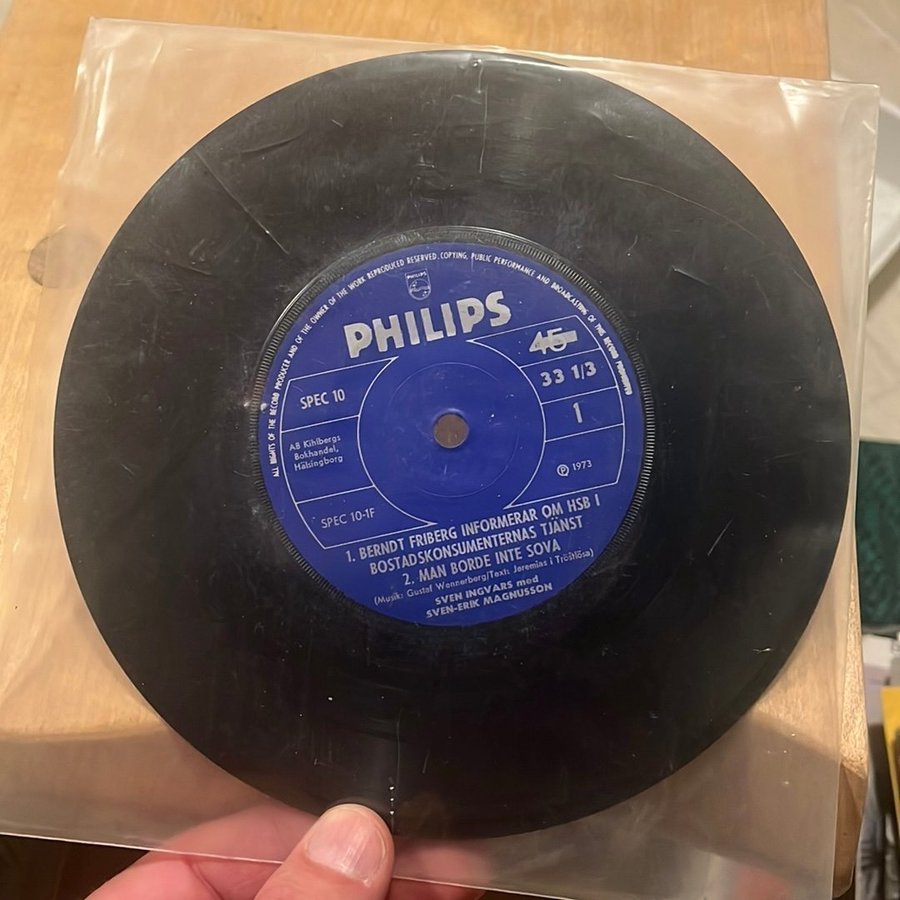 ALL RIGHTS OF THE RECORD PRODUCER AND OF THE OWNER OF THE WORK REPRODUCED RESERVED. COPYING, PUBLIC PERFORMANCE AND BROADCASTING OF THIS RECORD PROHIBITED
PHILIPS
PHILIPS
45
33 1/3
SPEC 10
1
AB Kihlbergs
Bokhandel,
Hälsingborg
Ⓟ 1973
SPEC 10-1F
1. BERNDT FRIBERG INFORMERAR OM HSB I
BOSTADSKONSUMENTERNAS TJÄNST
2. MAN BORDE INTE SOVA
(Musik: Gustaf Wennerberg/Text: Jeremias i Tröstlösa)
SVEN INGVARS med
SVEN-ERIK MAGNUSSON